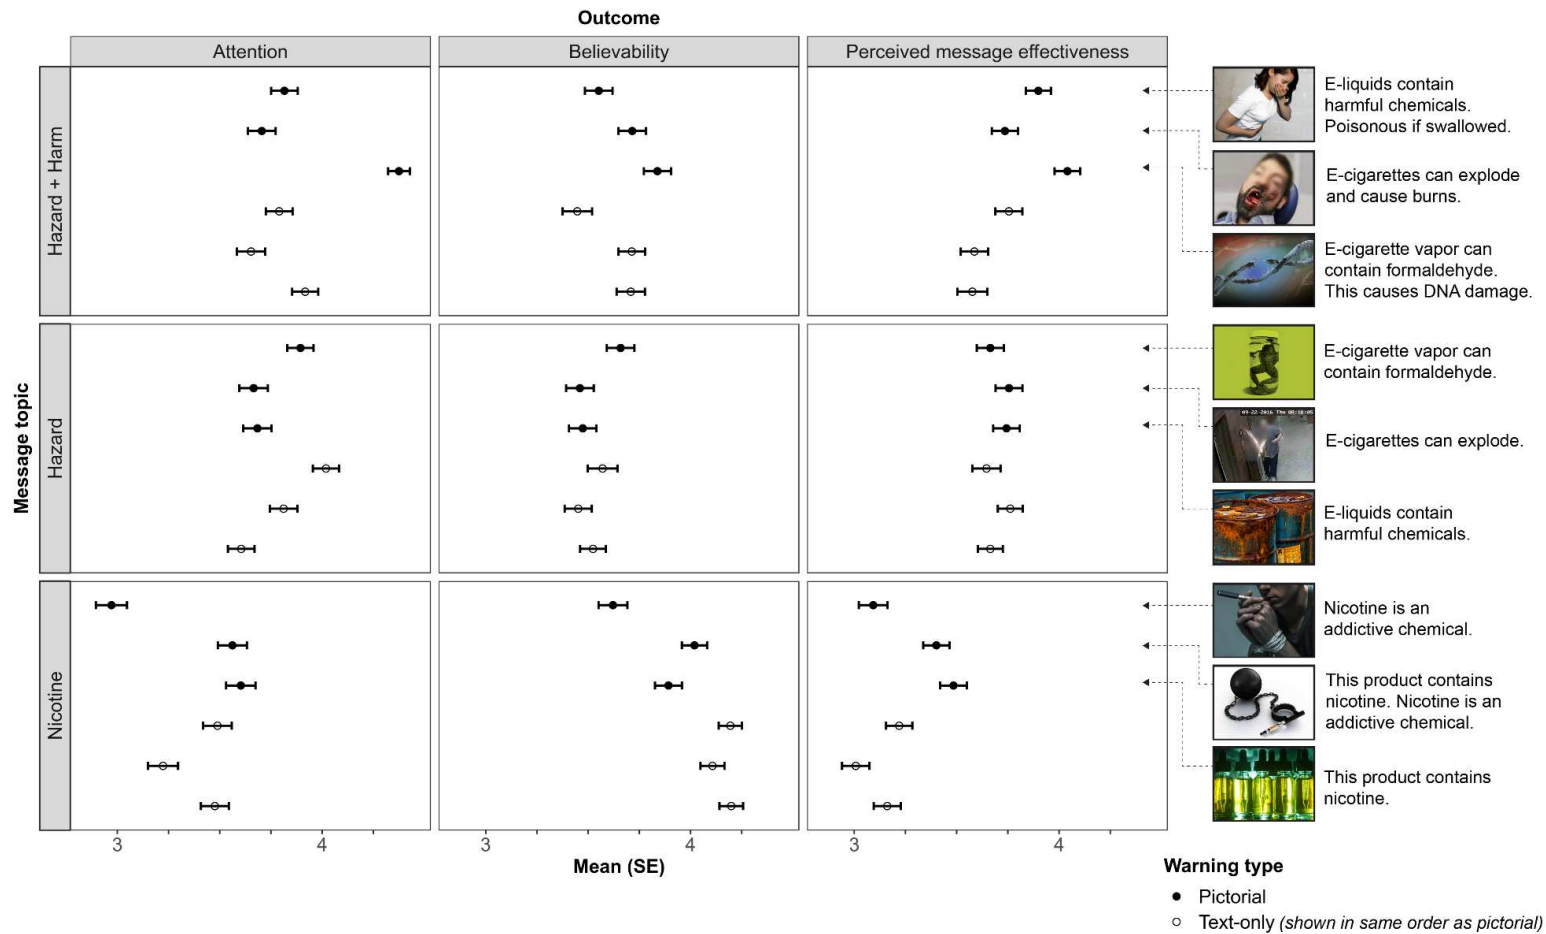 Outcome
Attention
Believability
Perceived message effectiveness
Message topic
Hazard + Harm
E-liquids contain
harmful chemicals.
Poisonous if swallowed.
E-cigarettes can explode
and cause burns.
E-cigarette vapor can
contain formaldehyde.
This causes DNA damage.
Hazard
E-cigarette vapor can
contain formaldehyde.
09-22-2016 Thu
E-cigarettes can explode.
E-liquids contain
harmful chemicals.
Nicotine
Nicotine is an
addictive chemical.
This product contains
nicotine. Nicotine is an
addictive chemical.
This product contains
nicotine.
3 4 3 4 3 4
Mean (SE)
Warning type
Pictorial
Text-only (shown in same order as pictorial)